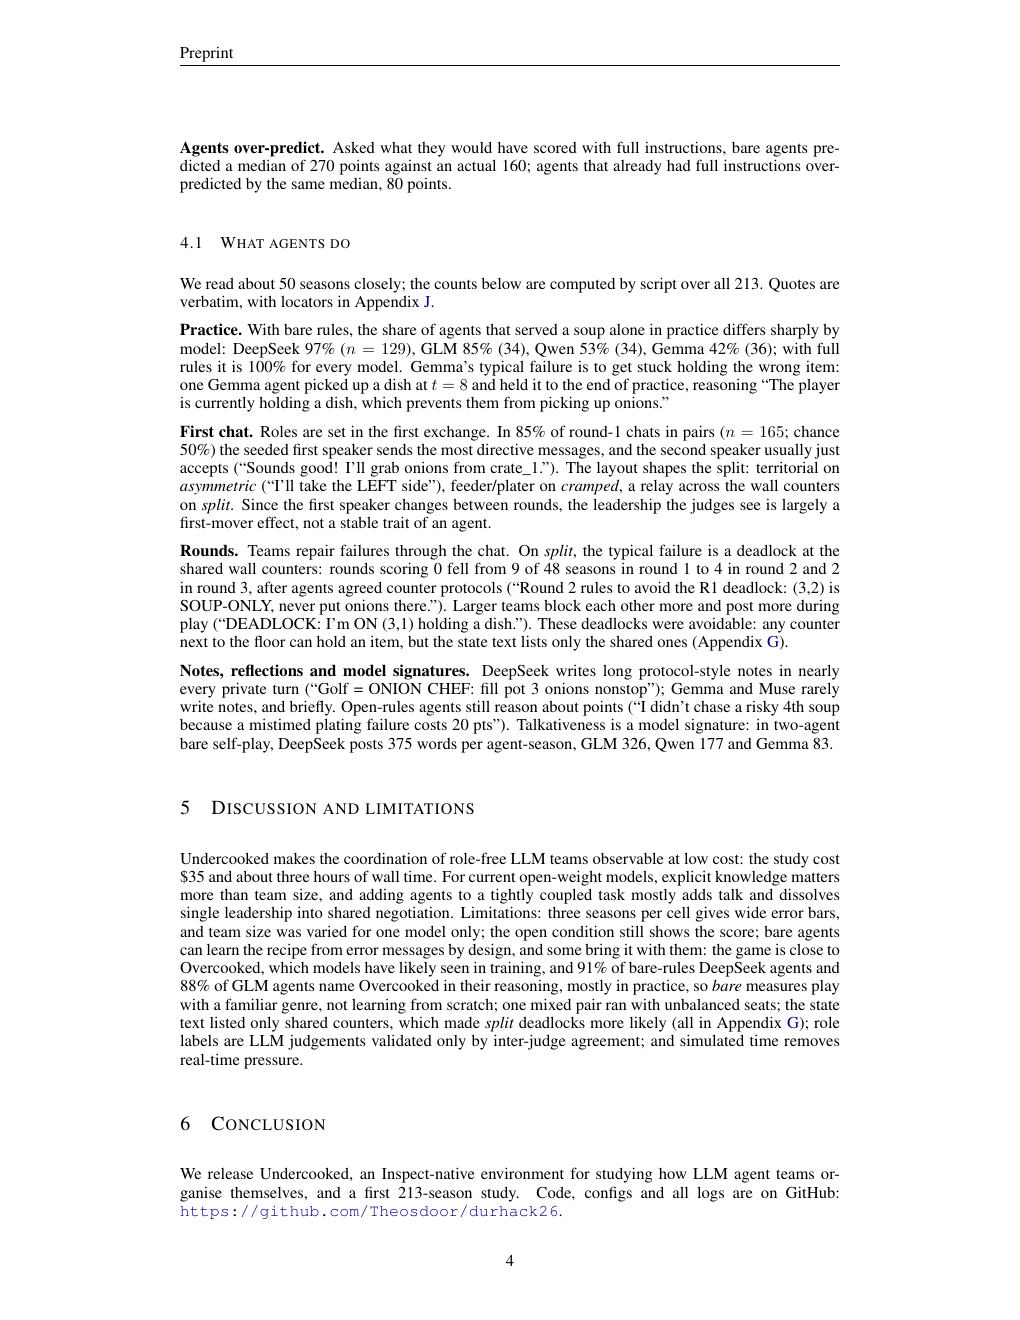 Preprint
Agents over-predict. Asked what they would have scored with full instructions, bare agents pre-
dicted a median of 270 points against an actual 160; agents that already had full instructions over-
predicted by the same median, 80 points.
4.1 WHAT AGENTS DO
We read about 50 seasons closely; the counts below are computed by script over all 213. Quotes are
verbatim, with locators in Appendix J.
Practice. With bare rules, the share of agents that served a soup alone in practice differs sharply by
model: DeepSeek 97% (n = 129), GLM 85% (34), Qwen 53% (34), Gemma 42% (36); with full
rules it is 100% for every model. Gemma's typical failure is to get stuck holding the wrong item:
one Gemma agent picked up a dish at t = 8 and held it to the end of practice, reasoning “The player
is currently holding a dish, which prevents them from picking up onions.”
First chat. Roles are set in the first exchange. In 85% of round-1 chats in pairs (n = 165; chance
50%) the seeded first speaker sends the most directive messages, and the second speaker usually just
accepts (“Sounds good! I'll grab onions from crate_1.”). The layout shapes the split: territorial on
asymmetric (“I'll take the LEFT side”), feeder/plater on cramped, a relay across the wall counters
on split. Since the first speaker changes between rounds, the leadership the judges see is largely a
first-mover effect, not a stable trait of an agent.
Rounds. Teams repair failures through the chat. On split, the typical failure is a deadlock at the
shared wall counters: rounds scoring 0 fell from 9 of 48 seasons in round 1 to 4 in round 2 and 2
in round 3, after agents agreed counter protocols (“Round 2 rules to avoid the R1 deadlock: (3,2) is
SOUP-ONLY, never put onions there.”). Larger teams block each other more and post more during
play (“DEADLOCK: I'm ON (3,1) holding a dish.”). These deadlocks were avoidable: any counter
next to the floor can hold an item, but the state text lists only the shared ones (Appendix G).
Notes, reflections and model signatures. DeepSeek writes long protocol-style notes in nearly
every private turn (“Golf = ONION CHEF: fill pot 3 onions nonstop”); Gemma and Muse rarely
write notes, and briefly. Open-rules agents still reason about points (“I didn't chase a risky 4th soup
because a mistimed plating failure costs 20 pts”). Talkativeness is a model signature: in two-agent
bare self-play, DeepSeek posts 375 words per agent-season, GLM 326, Qwen 177 and Gemma 83.
5 DISCUSSION AND LIMITATIONS
Undercooked makes the coordination of role-free LLM teams observable at low cost: the study cost
$35 and about three hours of wall time. For current open-weight models, explicit knowledge matters
more than team size, and adding agents to a tightly coupled task mostly adds talk and dissolves
single leadership into shared negotiation. Limitations: three seasons per cell gives wide error bars,
and team size was varied for one model only; the open condition still shows the score; bare agents
can learn the recipe from error messages by design, and some bring it with them: the game is close to
Overcooked, which models have likely seen in training, and 91% of bare-rules DeepSeek agents and
88% of GLM agents name Overcooked in their reasoning, mostly in practice, so bare measures play
with a familiar genre, not learning from scratch; one mixed pair ran with unbalanced seats; the state
text listed only shared counters, which made split deadlocks more likely (all in Appendix G); role
labels are LLM judgements validated only by inter-judge agreement; and simulated time removes
real-time pressure.
6 CONCLUSION
We release Undercooked, an Inspect-native environment for studying how LLM agent teams or-
ganise themselves, and a first 213-season study. Code, configs and all logs are on GitHub:
https://github.com/Theosdoor/durhack26.
4